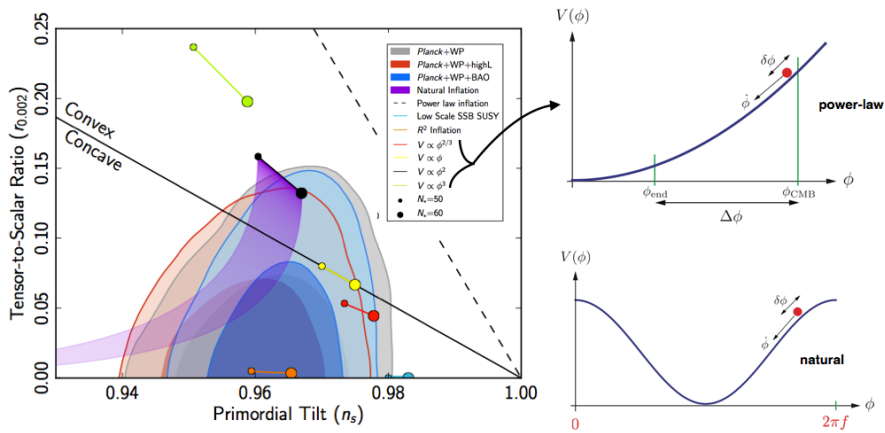 Tensor-to-Scalar Ratio (r0.002)
0.00 0.05 0.10 0.15 0.20 0.25
Convex
Concave
Planck+WP
Planck+WP+highL
Planck+WP+BAO
Natural Inflation
Power law inflation
Low Scale SSB SUSY
R² Inflation
V ∝ φ^2/3
V ∝ φ
V ∝ φ²
V ∝ φ³
N*=50
N*=60
0.94 0.96 0.98 1.00
Primordial Tilt (ns)
V(φ)
δφ
φ̇
power-law
φend
φCMB
φ
Δφ
V(φ)
δφ
φ̇
natural
φ
0
2πf